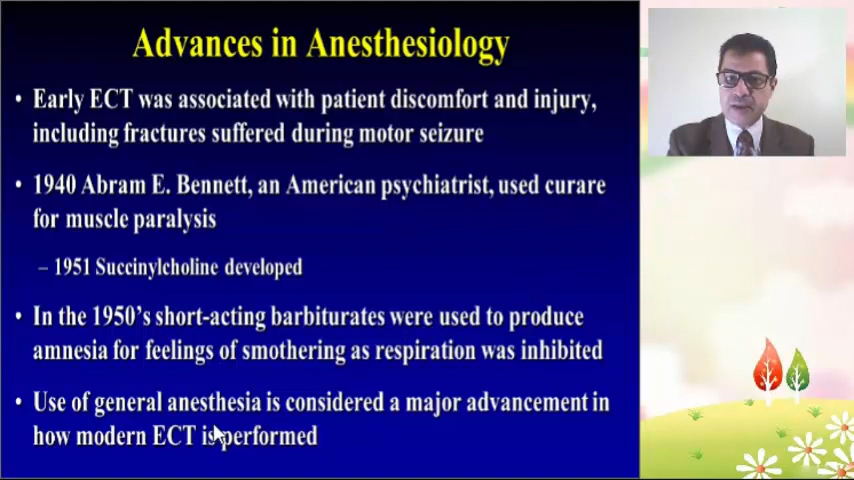 Advances in Anesthesiology
• Early ECT was associated with patient discomfort and injury,
including fractures suffered during motor seizure
• 1940 Abram E. Bennett, an American psychiatrist, used curare
for muscle paralysis
– 1951 Succinylcholine developed
• In the 1950’s short-acting barbiturates were used to produce
amnesia for feelings of smothering as respiration was inhibited
• Use of general anesthesia is considered a major advancement in
how modern ECT is performed